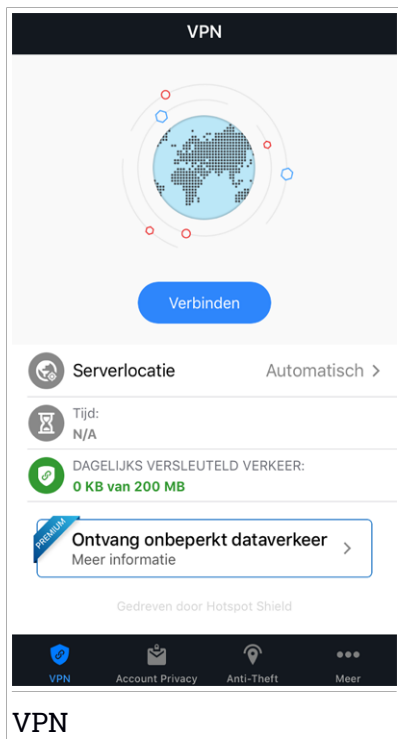 VPN
Verbinden
Serverlocatie Automatisch
Tijd:
N/A
DAGELIJKS VERSLEUTELD VERKEER:
0 KB van 200 MB
PREMIUM
Ontvang onbeperkt dataverkeer
Meer informatie
Gedreven door Hotspot Shield
VPN Account Privacy Anti-Theft Meer
VPN